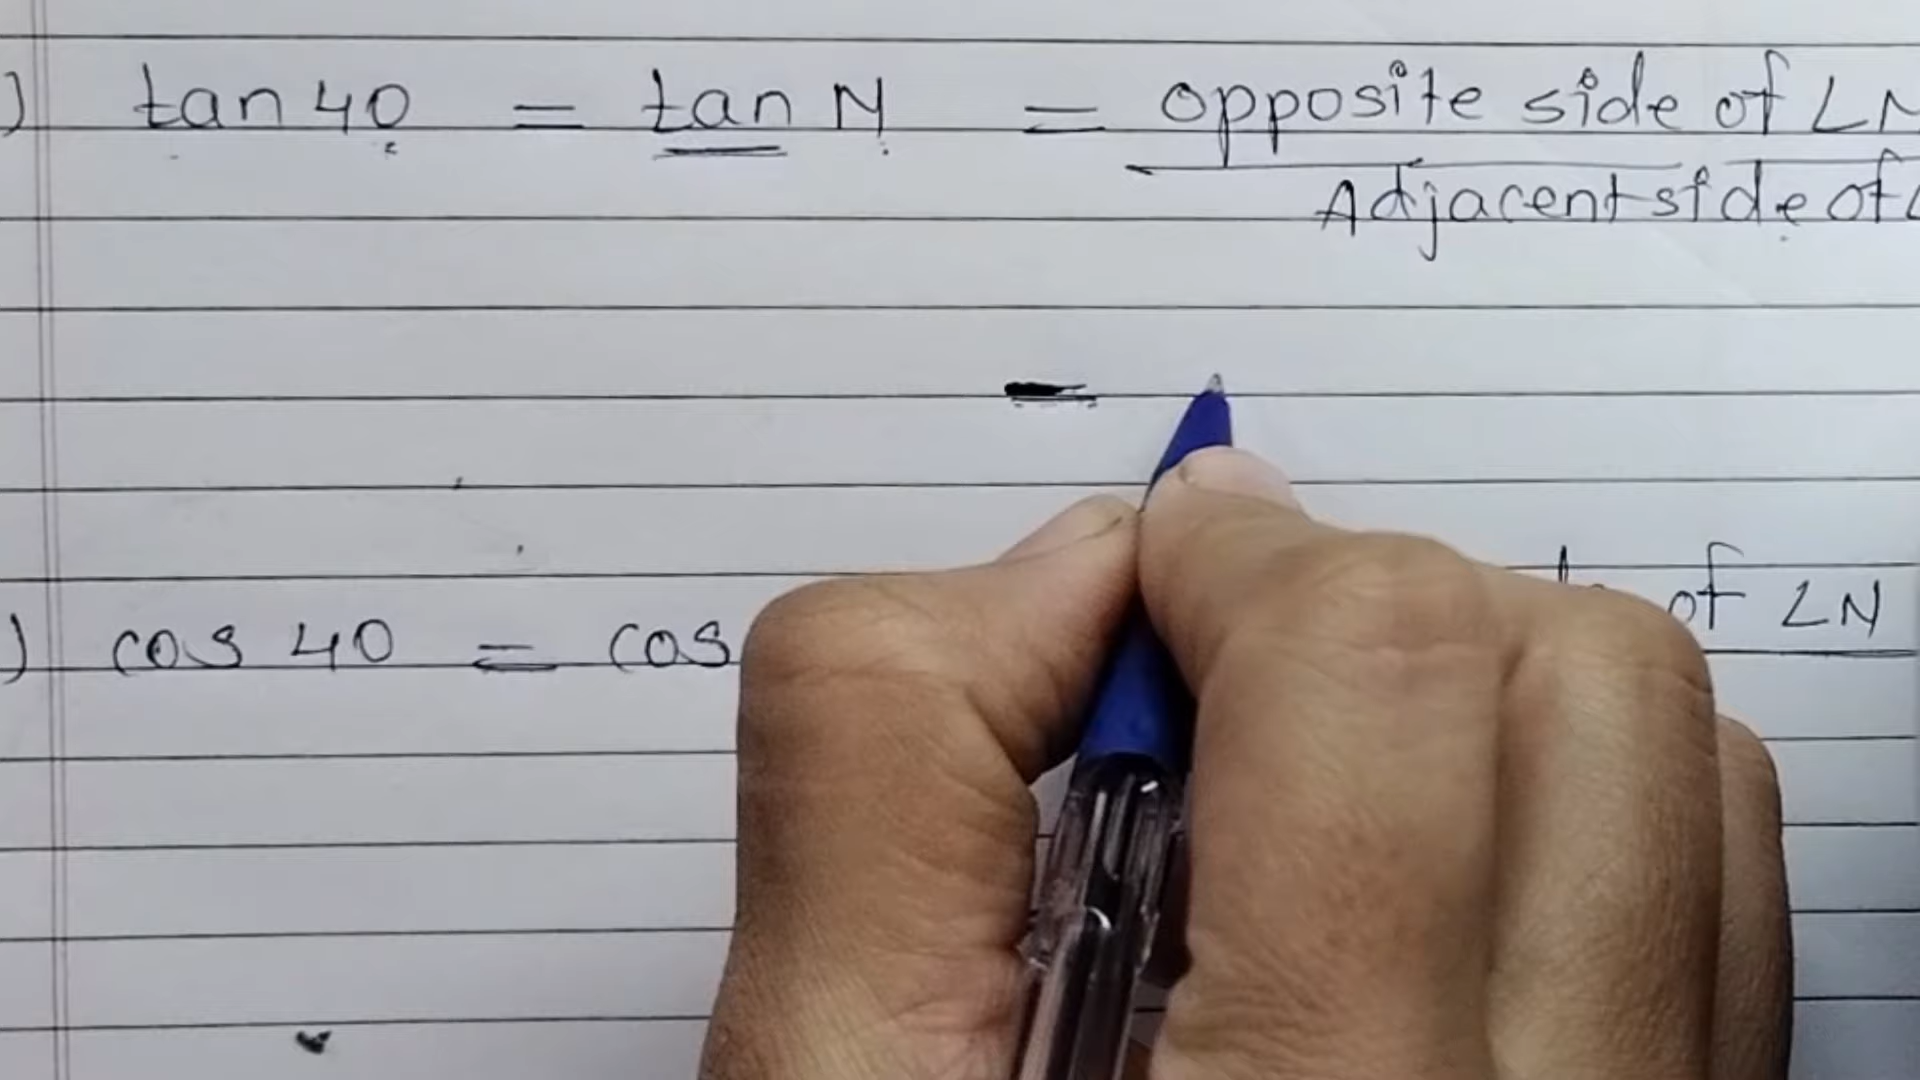 ) tan 40 = tan N = opposite side of ∠N
Adjacent side of
=
) cos 40 = cos of ∠N